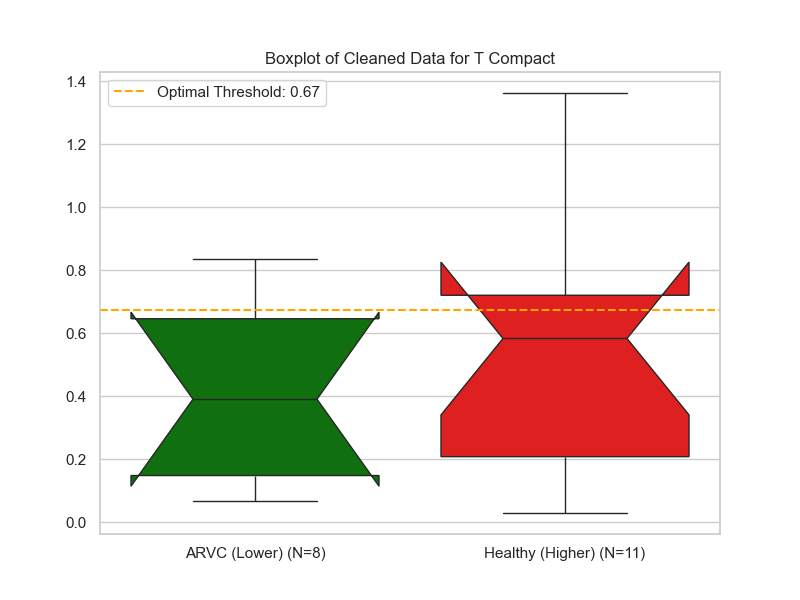 Boxplot of Cleaned Data for T Compact
Optimal Threshold: 0.67
1.4
1.2
1.0
0.8
0.6
0.4
0.2
0.0
ARVC (Lower) (N=8)
Healthy (Higher) (N=11)